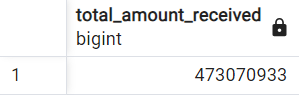 total_amount_received
bigint
1 473070933